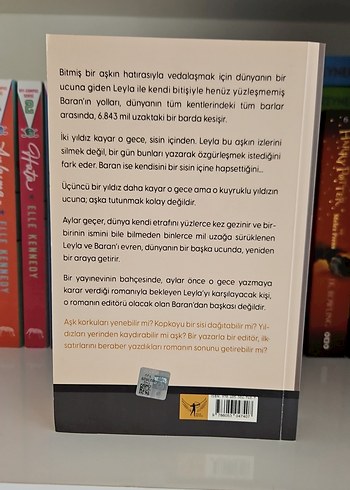 Bitmiş bir aşkın hatırasıyla vedalaşmak için dünyanın bir
ucuna giden Leyla ile kendi bitişiyle henüz yüzleşmemiş
Baran'ın yolları, dünyanın tüm kentlerindeki tüm barlar
arasında, 6.843 mil uzaktaki bir barda kesişir.
İki yıldız kayar o gece, sisin içinden. Leyla bu aşkın izlerini
silmek değil, bir gün bunları yazarak özgürleşmek istediğini
fark eder. Baran ise kendisini bir sisin içine hapsettiğini...
Üçüncü bir yıldız daha kayar o gece ama o kuyruklu yıldızın
ucuna; aşka tutunmak kolay değildir.
Aylar geçer, dünya kendi etrafını yüzlerce kez gezinir ve bir-
birinin ismini bile bilmeden binlerce mil uzağa sürüklenen
Leyla ve Baran'ı evren, dünyanın bir başka ucunda, yeniden
bir araya getirir.
Bir yayınevinin bahçesinde, aylar önce o gece yazmaya
karar verdiği romanıyla bekleyen Leyla'yı karşılayacak kişi,
o romanın editörü olacak olan Baran'dan başkası değildir.
Aşk korkuları yenebilir mi? Kapkoyu bir sisi dağıtabilir mi? Yıl-
dızları yerinden kaydırabilir mi aşk? Bir yazarla bir editör, ilk
satırlarını beraber yazdıkları romanın sonunu getirebilir mi?
ELLE KENNEDY
Hata
ELLE KENNEDY